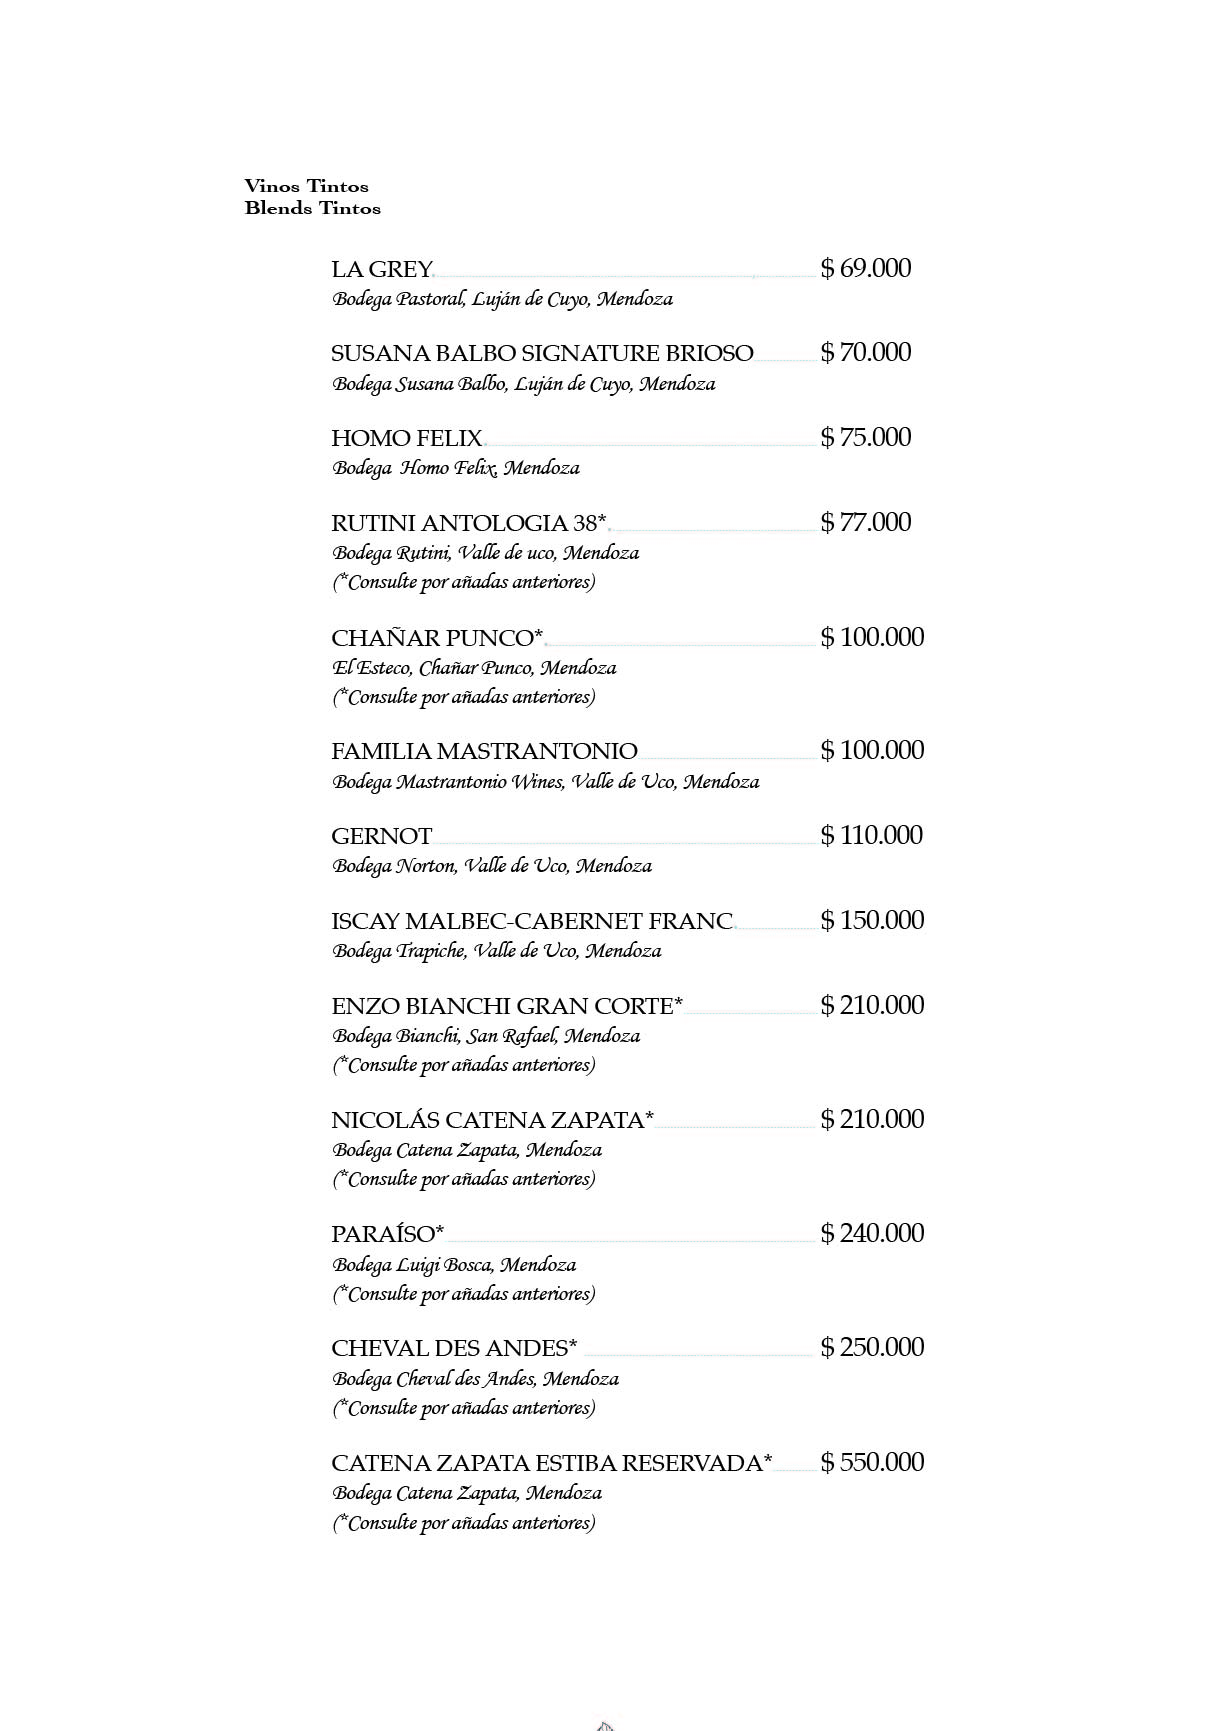 Vinos Tintos
Blends Tintos
LA GREY $ 69.000
Bodega Pastoral, Luján de Cuyo, Mendoza
SUSANA BALBO SIGNATURE BRIOSO $ 70.000
Bodega Susana Balbo, Luján de Cuyo, Mendoza
HOMO FELIX $ 75.000
Bodega Homo Felix, Mendoza
RUTINI ANTOLOGIA 38* $ 77.000
Bodega Rutini, Valle de uco, Mendoza
(*Consulte por añadas anteriores)
CHAÑAR PUNCO* $ 100.000
El Esteco, Chañar Punco, Mendoza
(*Consulte por añadas anteriores)
FAMILIA MASTRANTONIO $ 100.000
Bodega Mastrantonio Wines, Valle de Uco, Mendoza
GERNOT $ 110.000
Bodega Norton, Valle de Uco, Mendoza
ISCAY MALBEC-CABERNET FRANC $ 150.000
Bodega Trapiche, Valle de Uco, Mendoza
ENZO BIANCHI GRAN CORTE* $ 210.000
Bodega Bianchi, San Rafael, Mendoza
(*Consulte por añadas anteriores)
NICOLÁS CATENA ZAPATA* $ 210.000
Bodega Catena Zapata, Mendoza
(*Consulte por añadas anteriores)
PARAÍSO* $ 240.000
Bodega Luigi Bosca, Mendoza
(*Consulte por añadas anteriores)
CHEVAL DES ANDES* $ 250.000
Bodega Cheval des Andes, Mendoza
(*Consulte por añadas anteriores)
CATENA ZAPATA ESTIBA RESERVADA* $ 550.000
Bodega Catena Zapata, Mendoza
(*Consulte por añadas anteriores)